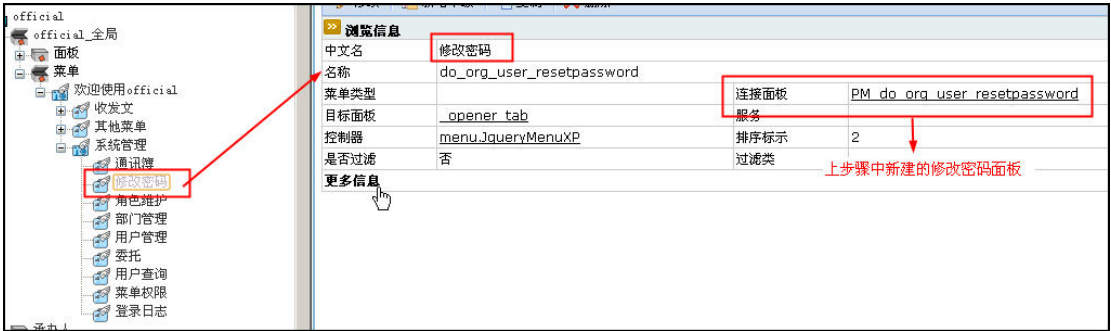 official
official_全局
面板
菜单
欢迎使用official
收发文
其他菜单
系统管理
通讯簿
修改密码
角色维护
部门管理
用户管理
委托
用户查询
菜单权限
登录日志
浏览信息
中文名 修改密码
名称 do_org_user_resetpassword
菜单类型 连接面板 PM_do_org_user_resetpassword
目标面板 _opener_tab 服务
控制器 menu.JqueryMenuXP 排序标示 2
是否过滤 否 过滤类
上步骤中新建的修改密码面板
更多信息